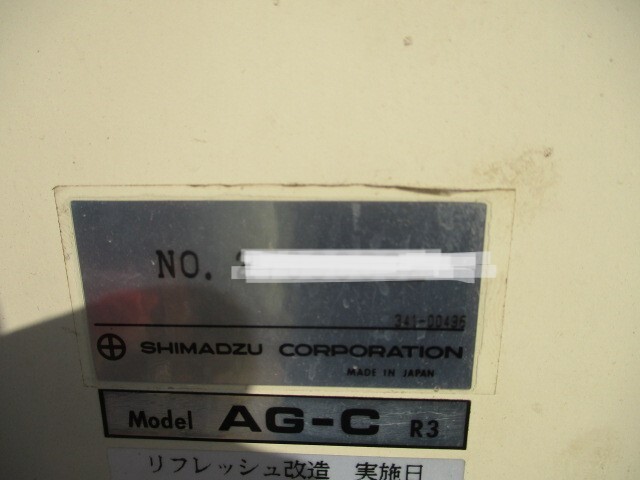 NO.
341-00496
SHIMADZU CORPORATION
MADE IN JAPAN
Model AG-C R3
リフレッシュ改造 実施日